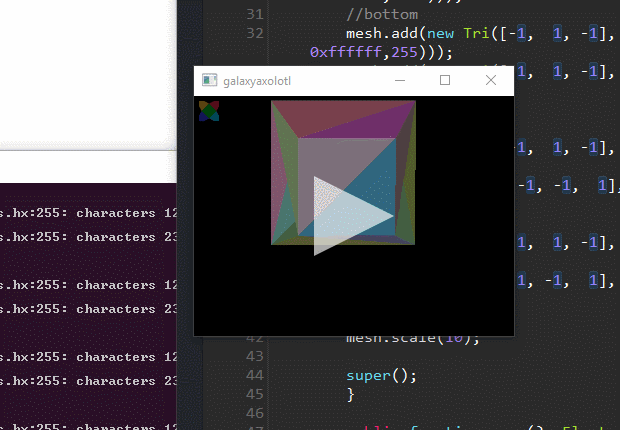 31
//bottom
32 mesh.add(new Tri([-1, 1, -1],
0xffffff,255)));
galaxyaxolotl
1, -1],
1, 1, -1],
s.hx:255: characters 12
-1, -1, 1],
s.hx:255: characters 23
1, 1, -1],
s.hx:255: characters 12
1, -1, 1],
s.hx:255: characters 23
42 mesh.scale(10);
43
s.hx:255: characters 12
44 super();
s.hx:255: characters 23
45 }
46
s.hx:255: characters 12